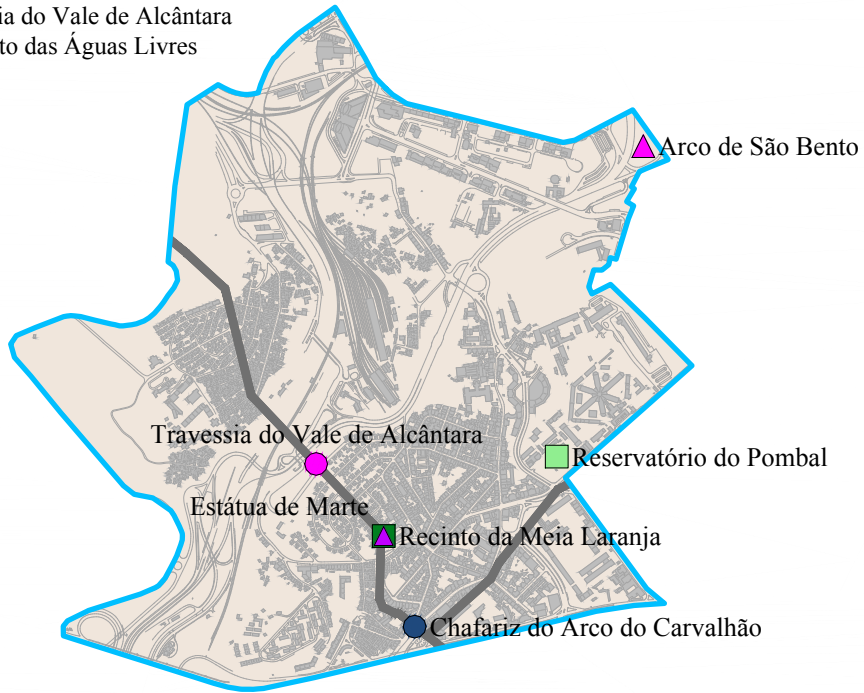 ia do Vale de Alcântara
to das Águas Livres
Arco de São Bento
Travessia do Vale de Alcântara
Reservatório do Pombal
Estátua de Marte
Recinto da Meia Laranja
Chafariz do Arco do Carvalhão